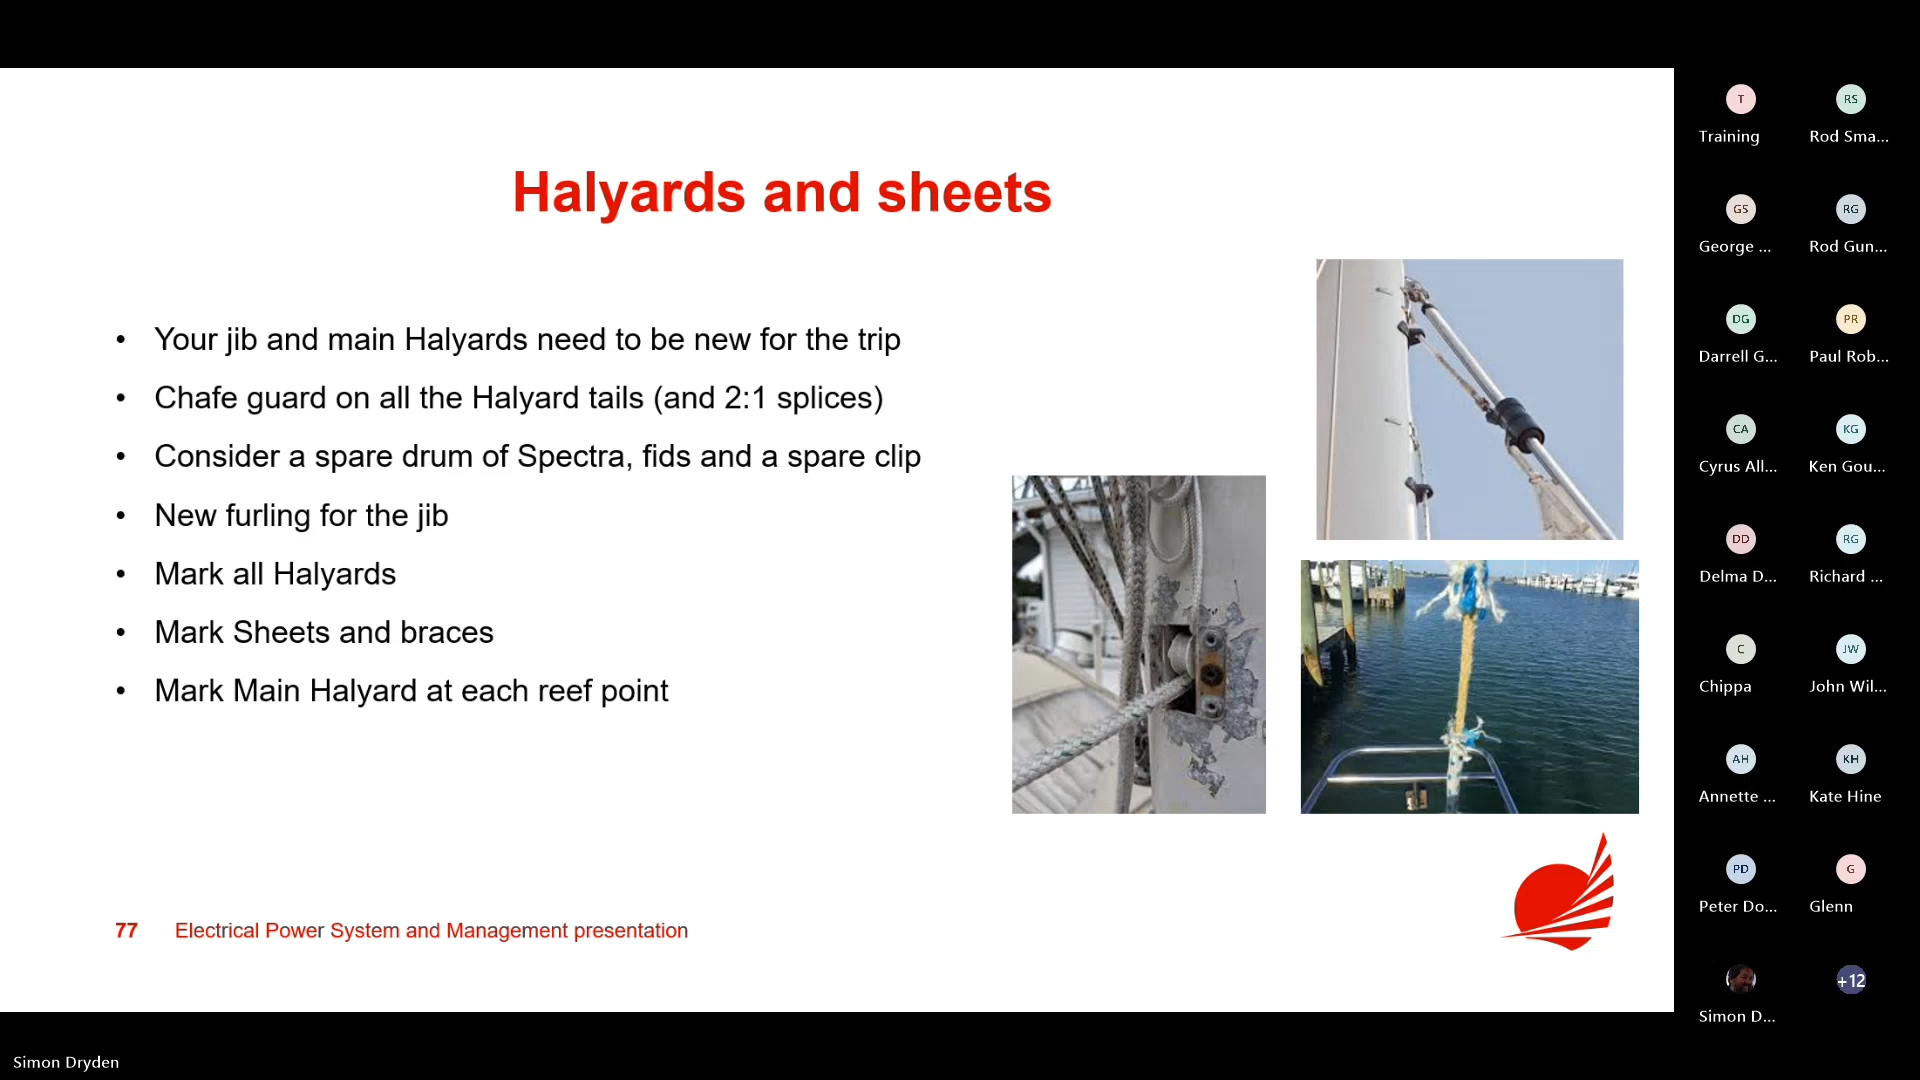 Halyards and sheets
• Your jib and main Halyards need to be new for the trip
• Chafe guard on all the Halyard tails (and 2:1 splices)
• Consider a spare drum of Spectra, fids and a spare clip
• New furling for the jib
• Mark all Halyards
• Mark Sheets and braces
• Mark Main Halyard at each reef point
77 Electrical Power System and Management presentation
T RS
Training Rod Sma...
GS RG
George ... Rod Gun...
DG PR
Darrell G... Paul Rob...
CA KG
Cyrus All... Ken Gou...
DD RG
Delma D... Richard ...
C JW
Chippa John Wil...
AH KH
Annette ... Kate Hine
PD G
Peter Do... Glenn
+12
Simon D...
Simon Dryden